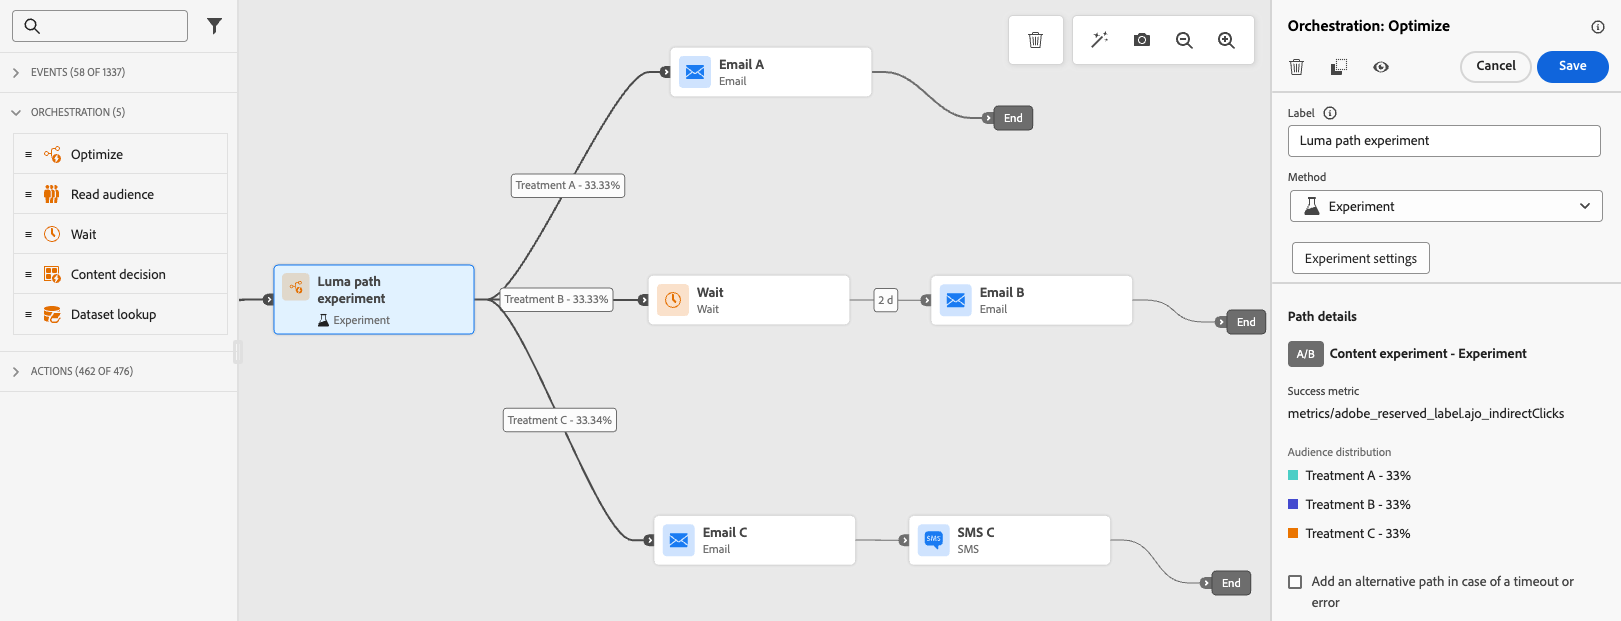 EVENTS (58 OF 1337)
ORCHESTRATION (5)
Optimize
Read audience
Wait
Content decision
Dataset lookup
ACTIONS (462 OF 476)
Luma path
experiment
Experiment
Treatment A - 33.33%
Email A
Email
End
Treatment B - 33.33%
Wait
Wait
2 d
Email B
Email
End
Treatment C - 33.34%
Email C
Email
SMS
SMS C
SMS
End
Orchestration: Optimize
Cancel
Save
Label
Luma path experiment
Method
Experiment
Experiment settings
Path details
A/B Content experiment - Experiment
Success metric
metrics/adobe_reserved_label.ajo_indirectClicks
Audience distribution
Treatment A - 33%
Treatment B - 33%
Treatment C - 33%
Add an alternative path in case of a timeout or
error